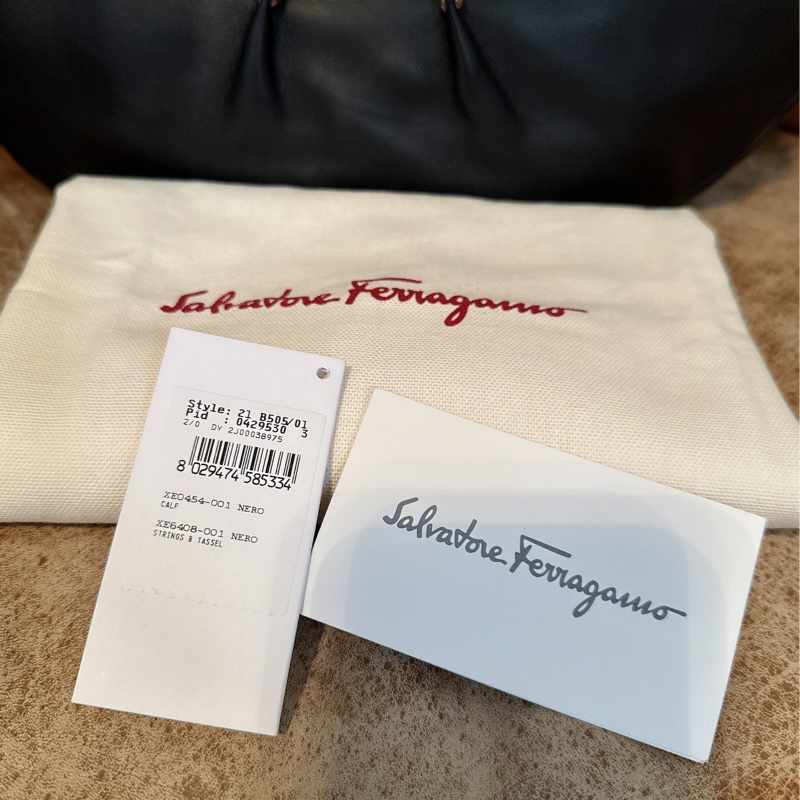 Salvatore Ferragamo
Style: 21 B505/01
Pid : 0429530 3
2/0 DY 2J00038975
8 029474 585334
XE0454-001 NERO
CALF
XE6408-001 NERO
STRINGS B TASSEL
Salvatore Ferragamo